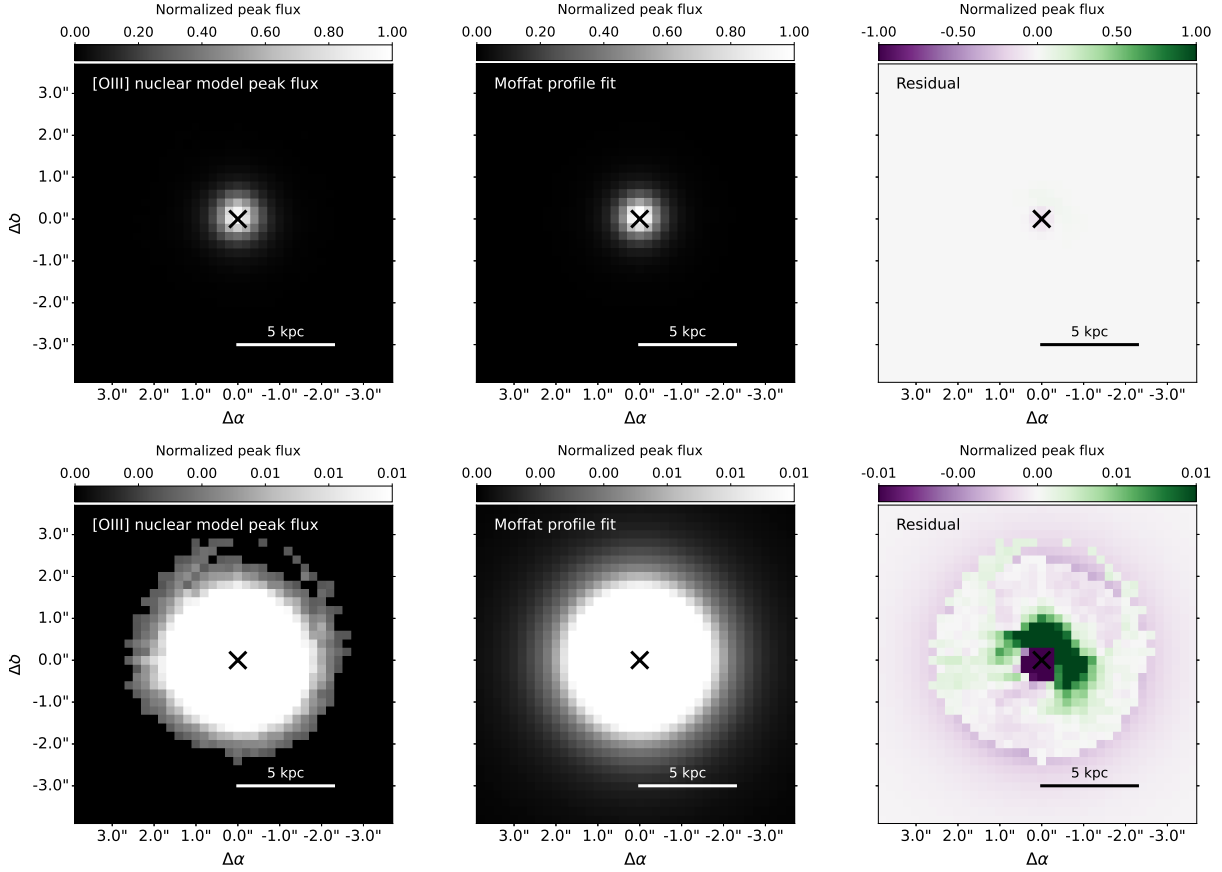 Normalized peak flux Normalized peak flux Normalized peak flux
0.00 0.20 0.40 0.60 0.80 1.00 0.00 0.20 0.40 0.60 0.80 1.00 -1.00 -0.50 0.00 0.50 1.00
[OIII] nuclear model peak flux Moffat profile fit Residual
3.0"
2.0"
1.0"
0.0"
-1.0"
-2.0"
-3.0"
Δδ
5 kpc 5 kpc 5 kpc
3.0" 2.0" 1.0" 0.0" -1.0" -2.0" -3.0" 3.0" 2.0" 1.0" 0.0" -1.0" -2.0" -3.0" 3.0" 2.0" 1.0" 0.0" -1.0" -2.0" -3.0"
Δα Δα Δα
Normalized peak flux Normalized peak flux Normalized peak flux
0.00 0.00 0.00 0.01 0.01 0.01 0.00 0.00 0.00 0.01 0.01 0.01 -0.01 -0.00 0.00 0.01 0.01
[OIII] nuclear model peak flux Moffat profile fit Residual
3.0"
2.0"
1.0"
0.0"
-1.0"
-2.0"
-3.0"
Δδ
5 kpc 5 kpc 5 kpc
3.0" 2.0" 1.0" 0.0" -1.0" -2.0" -3.0" 3.0" 2.0" 1.0" 0.0" -1.0" -2.0" -3.0" 3.0" 2.0" 1.0" 0.0" -1.0" -2.0" -3.0"
Δα Δα Δα